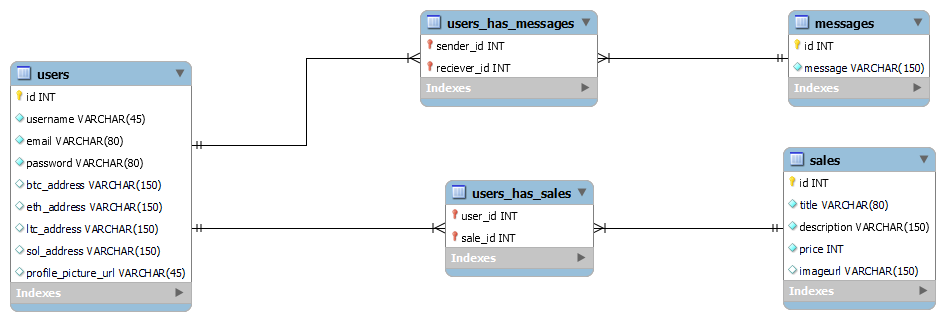 users_has_messages
sender_id INT
reciever_id INT
Indexes
messages
id INT
message VARCHAR(150)
Indexes
users
id INT
username VARCHAR(45)
email VARCHAR(80)
password VARCHAR(80)
btc_address VARCHAR(150)
eth_address VARCHAR(150)
ltc_address VARCHAR(150)
sol_address VARCHAR(150)
profile_picture_url VARCHAR(45)
Indexes
users_has_sales
user_id INT
sale_id INT
Indexes
sales
id INT
title VARCHAR(80)
description VARCHAR(150)
price INT
imageurl VARCHAR(150)
Indexes